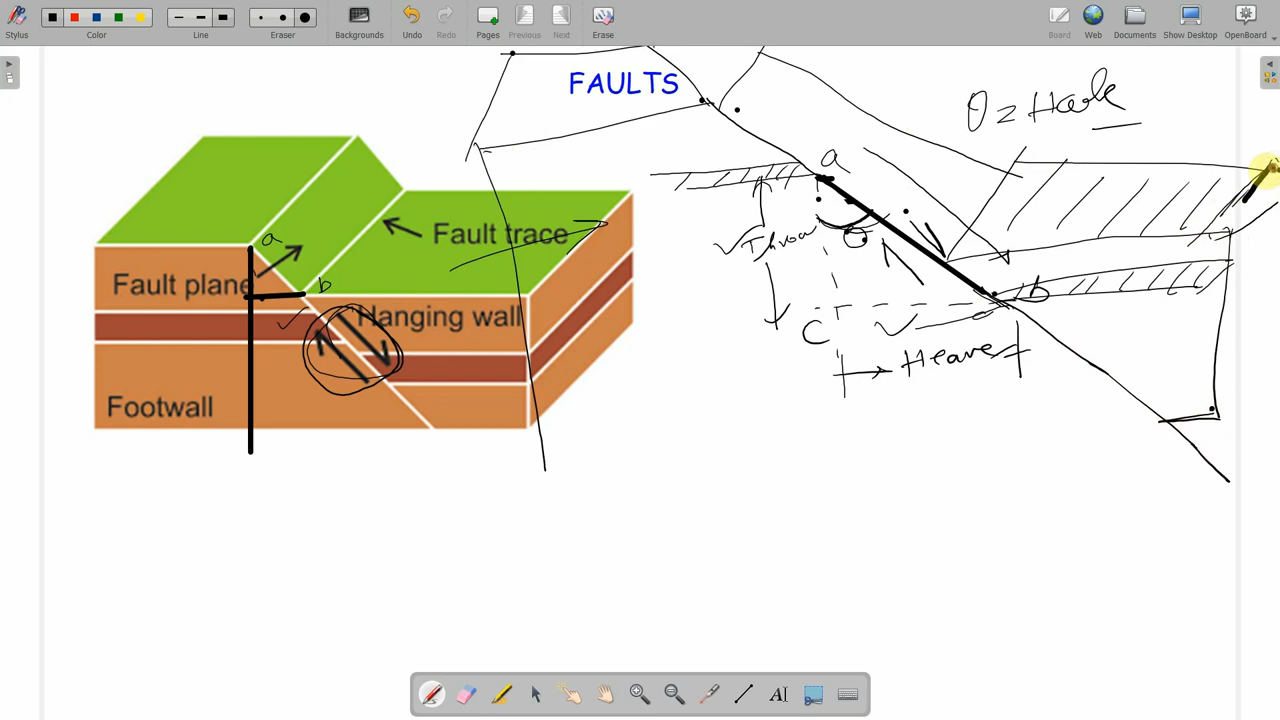 Stylus
Color
Line
Eraser
Backgrounds
Undo
Redo
Pages
Previous
Next
Erase
Board
Web
Documents
Show Desktop
OpenBoard
FAULTS
a
Fault plane
b
Fault trace
Hanging wall
Footwall
a
Throw
b
C
Heave